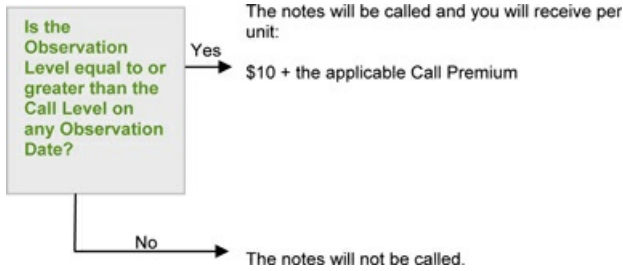 Is the
Observation
Level equal to or
greater than the
Call Level on
any Observation
Date?
Yes
The notes will be called and you will receive per
unit:
$10 + the applicable Call Premium
No
The notes will not be called.